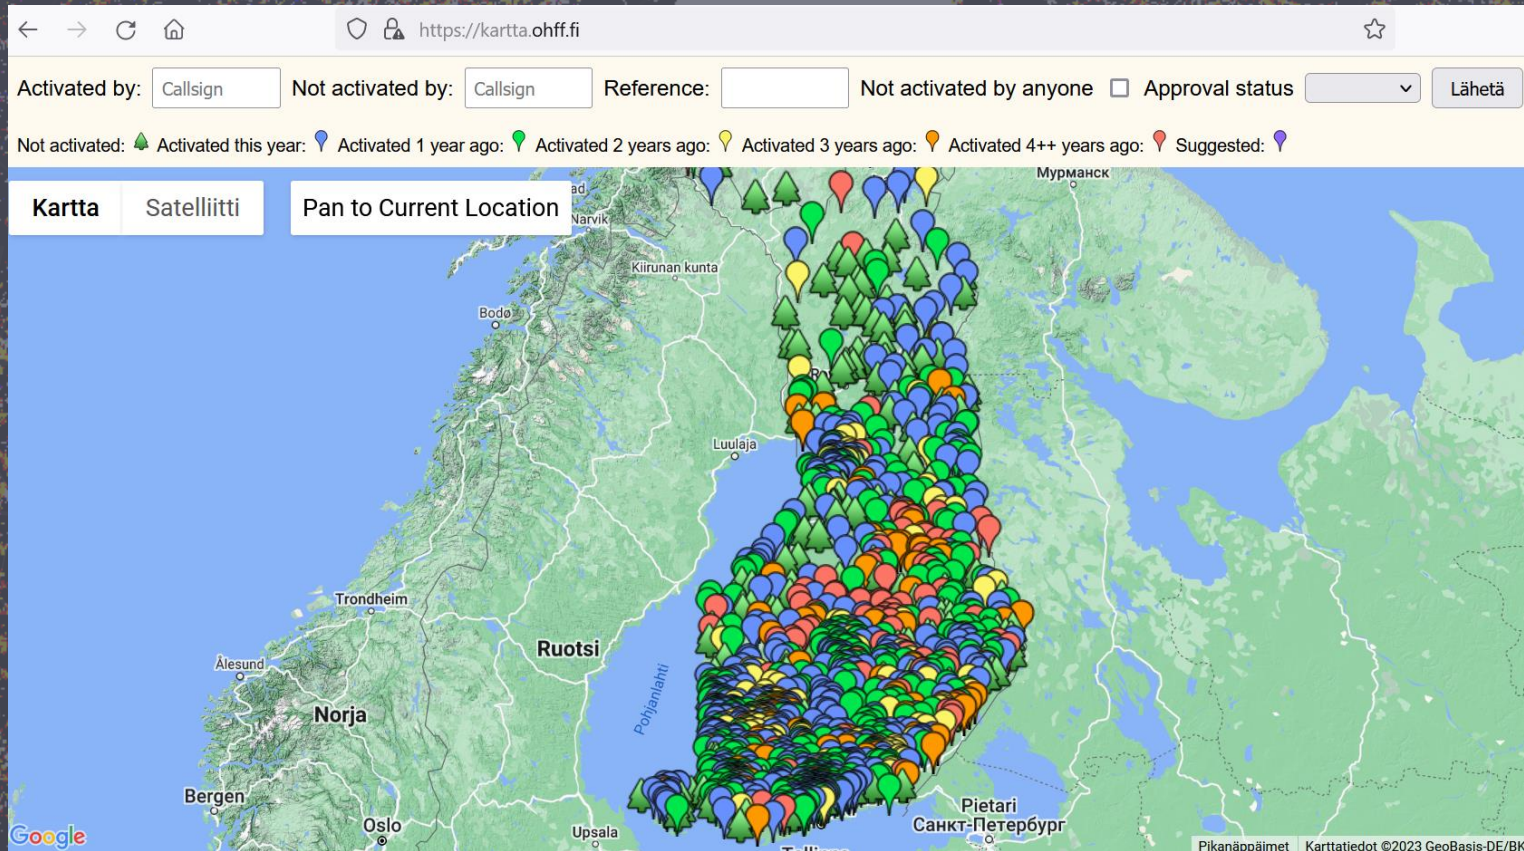 https://kartta.ohff.fi
Activated by: Callsign Not activated by: Callsign Reference: Not activated by anyone Approval status Lähetä
Not activated: Activated this year: Activated 1 year ago: Activated 2 years ago: Activated 3 years ago: Activated 4++ years ago: Suggested:
Kartta Satelliitti Pan to Current Location
Мурманск
Narvik
Kiirunan kunta
Bodø
Luulaja
Trondheim
Ruotsi
Ålesund
Pohjanlahti
Norja
Bergen
Oslo
Upsala
Pietari
Санкт-Петербург
Google
Pikanäppäimet Karttatiedot ©2023 GeoBasis-DE/BK